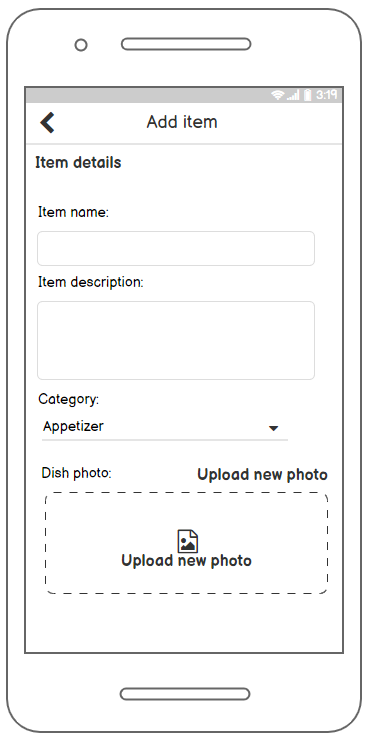 3:19
Add item
Item details
Item name:
Item description:
Category:
Appetizer
Dish photo: Upload new photo
Upload new photo